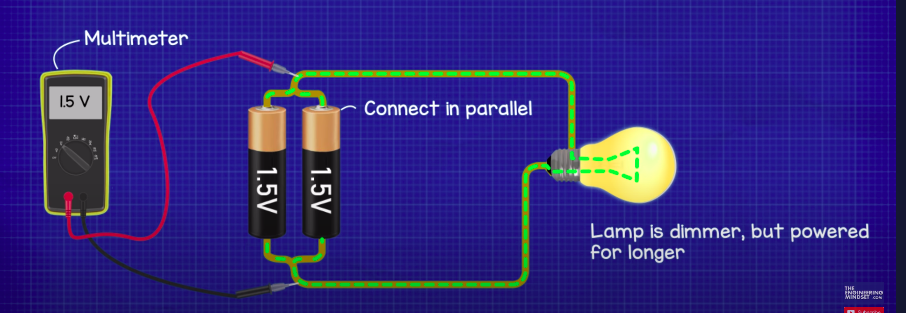 Multimeter
1.5 V
Connect in parallel
1.5V
1.5V
Lamp is dimmer, but powered
for longer
THE
ENGINEERING
MINDSET .COM
Subscribe